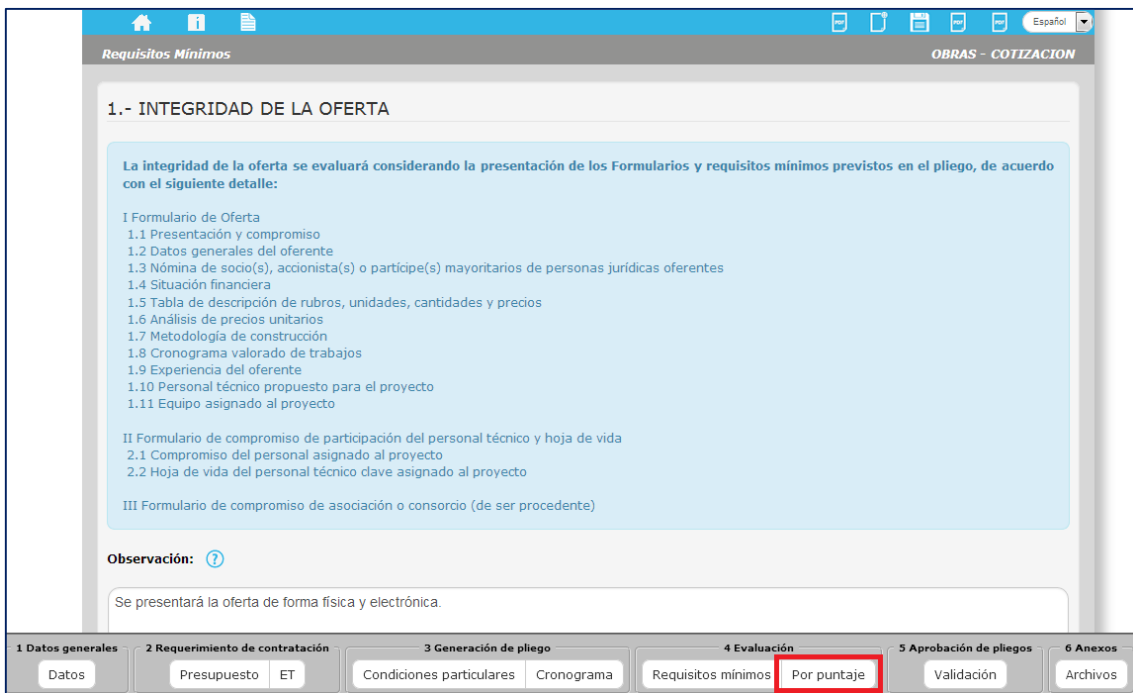 PDF
PDF
PDF
Español
Requisitos Mínimos
OBRAS - COTIZACION
1.- INTEGRIDAD DE LA OFERTA
La integridad de la oferta se evaluará considerando la presentación de los Formularios y requisitos mínimos previstos en el pliego, de acuerdo
con el siguiente detalle:
I Formulario de Oferta
1.1 Presentación y compromiso
1.2 Datos generales del oferente
1.3 Nómina de socio(s), accionista(s) o partícipe(s) mayoritarios de personas jurídicas oferentes
1.4 Situación financiera
1.5 Tabla de descripción de rubros, unidades, cantidades y precios
1.6 Análisis de precios unitarios
1.7 Metodología de construcción
1.8 Cronograma valorado de trabajos
1.9 Experiencia del oferente
1.10 Personal técnico propuesto para el proyecto
1.11 Equipo asignado al proyecto
II Formulario de compromiso de participación del personal técnico y hoja de vida
2.1 Compromiso del personal asignado al proyecto
2.2 Hoja de vida del personal técnico clave asignado al proyecto
III Formulario de compromiso de asociación o consorcio (de ser procedente)
Observación: ?
Se presentará la oferta de forma física y electrónica.
1 Datos generales
2 Requerimiento de contratación
3 Generación de pliego
4 Evaluación
5 Aprobación de pliegos
6 Anexos
Datos
Presupuesto
ET
Condiciones particulares
Cronograma
Requisitos mínimos
Por puntaje
Validación
Archivos